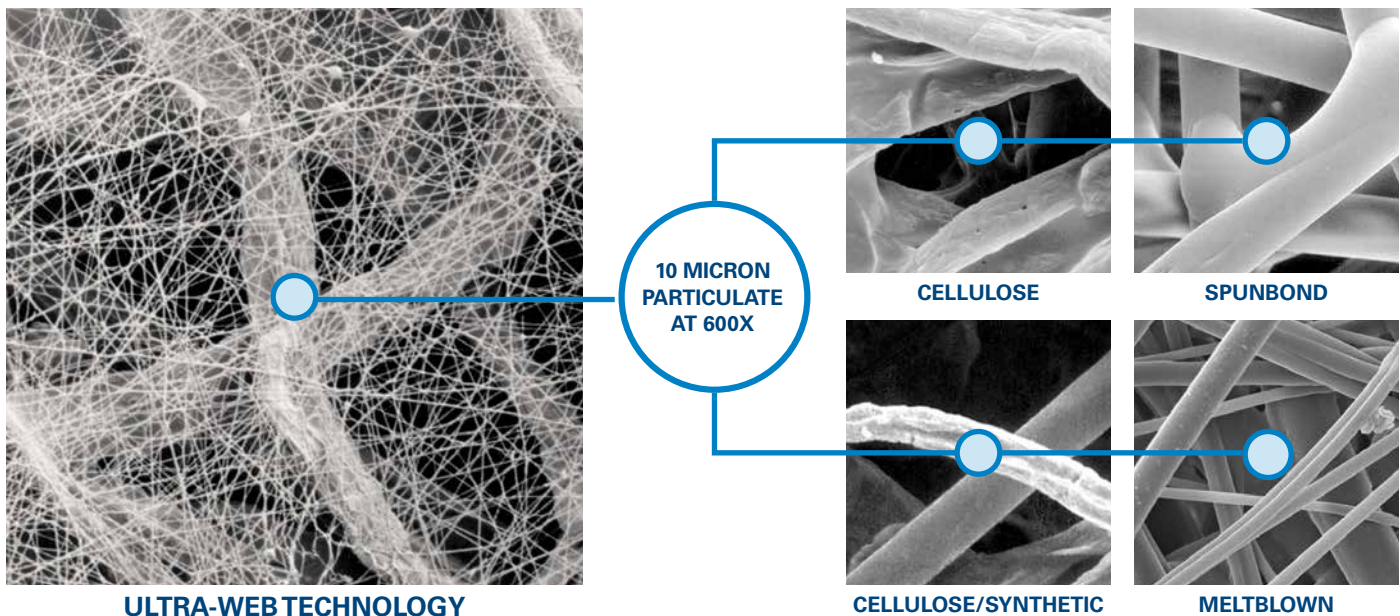 10 MICRON
PARTICULATE
AT 600X
CELLULOSE
SPUNBOND
ULTRA-WEB TECHNOLOGY
CELLULOSE/SYNTHETIC
MELTBLOWN